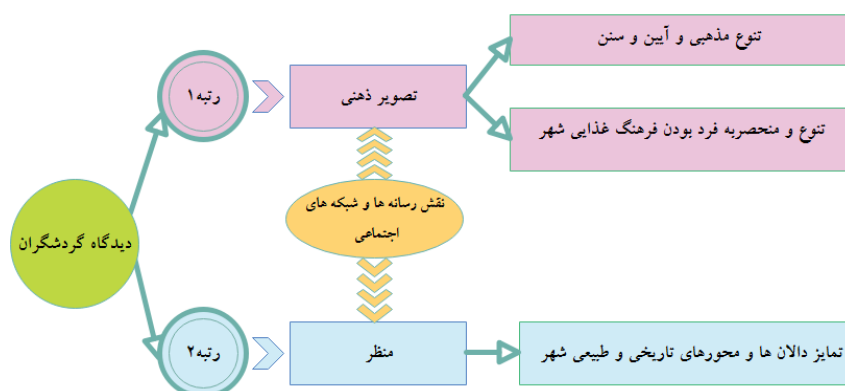 تنوع مذهبی و آیین و سنن
رتبه۱
تصویر ذهنی
تنوع و منحصربه فرد بودن فرهنگ غذایی شهر
نقش رسانه ها و شبکه های
اجتماعی
دیدگاه گردشگران
رتبه۲
منظر
تمایز دالان ها و محورهای تاریخی و طبیعی شهر